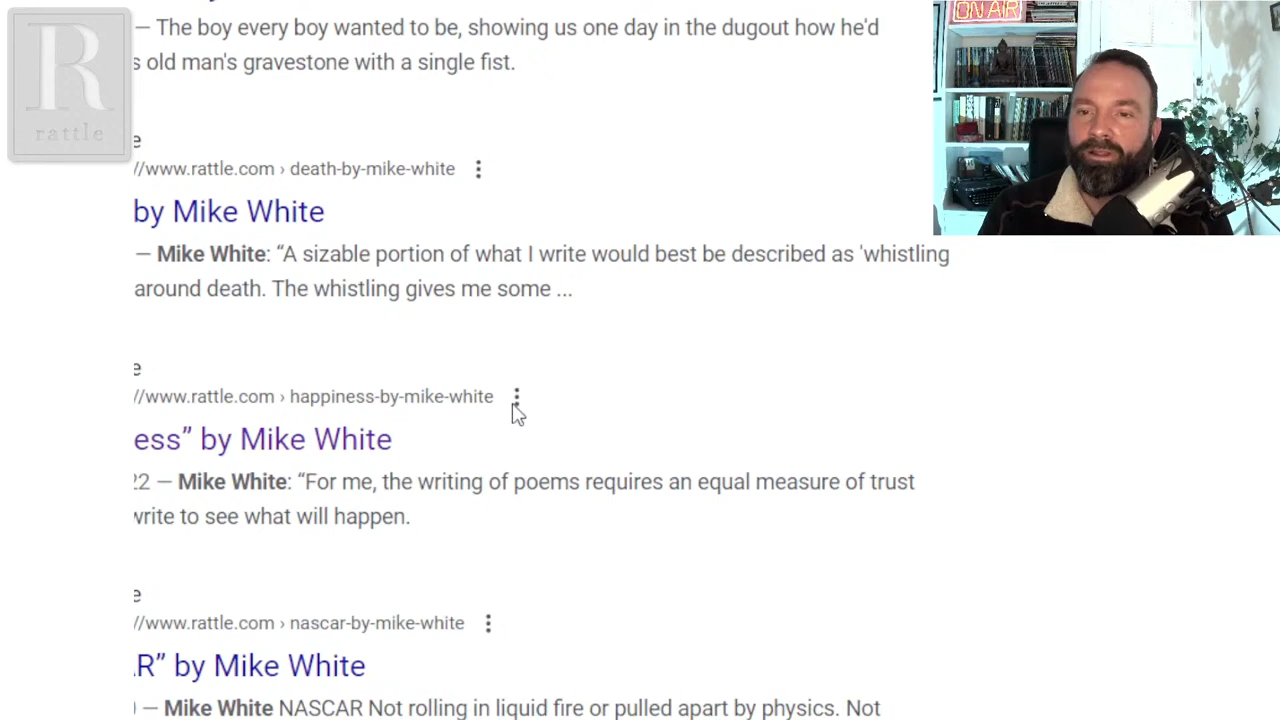 ON AIR
— The boy every boy wanted to be, showing us one day in the dugout how he'd
s old man's gravestone with a single fist.
R
rattle
e
//www.rattle.com › death-by-mike-white
by Mike White
— Mike White: “A sizable portion of what I write would best be described as 'whistling
around death. The whistling gives me some ...
e
//www.rattle.com › happiness-by-mike-white
ess” by Mike White
22 — Mike White: “For me, the writing of poems requires an equal measure of trust
write to see what will happen.
e
//www.rattle.com › nascar-by-mike-white
R” by Mike White
) — Mike White NASCAR Not rolling in liquid fire or pulled apart by physics. Not